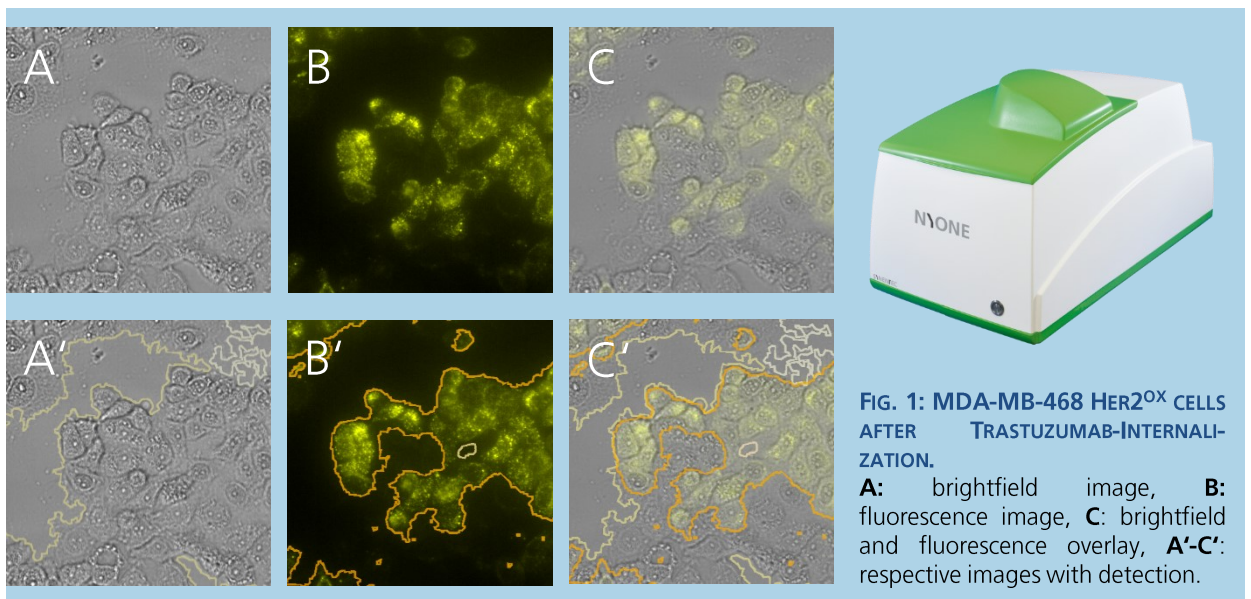 A
B
C
A‘
B‘
C‘
NYONE
FIG. 1: MDA-MB-468 HER2OX CELLS
AFTER TRASTUZUMAB-INTERNALI-
ZATION.
A: brightfield image, B:
fluorescence image, C: brightfield
and fluorescence overlay, A‘-C‘:
respective images with detection.